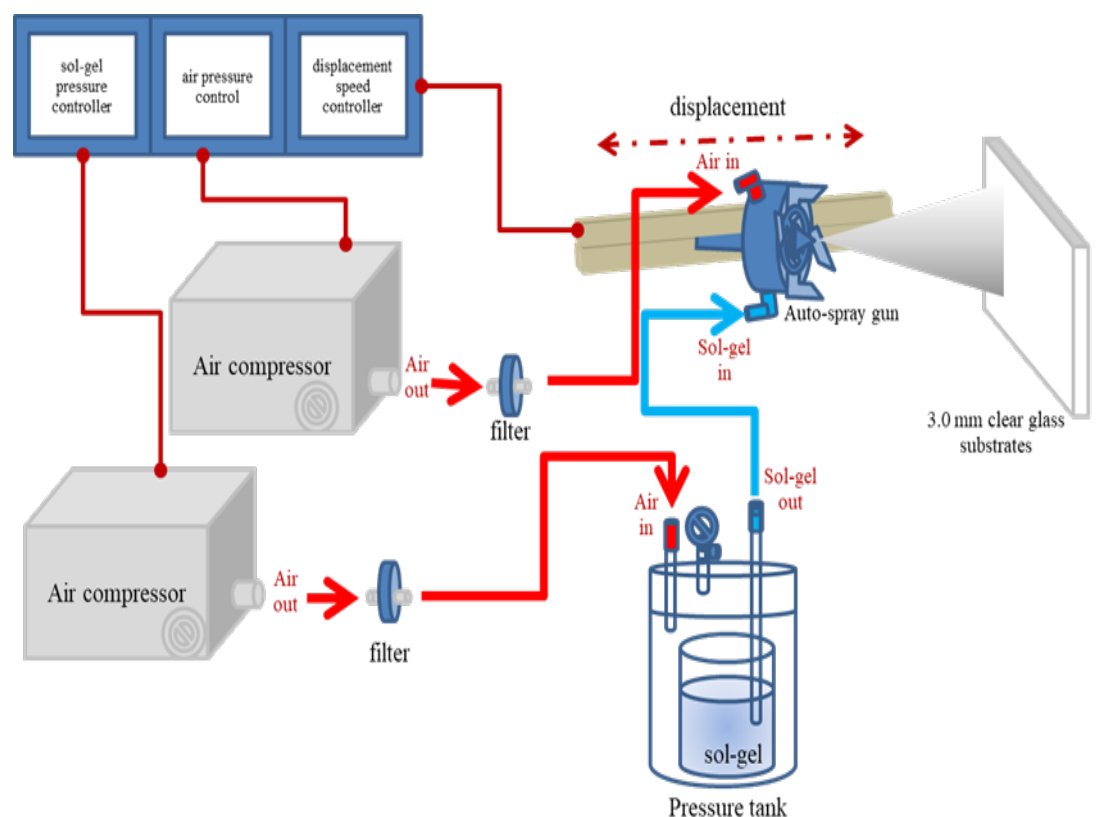 sol-gel
pressure
controller
air pressure
control
displacement
speed
controller
displacement
Air in
Auto-spray gun
Sol-gel
in
Air compressor
Air
out
filter
3.0 mm clear glass
substrates
Air
in
Sol-gel
out
Air compressor
Air
out
filter
sol-gel
Pressure tank